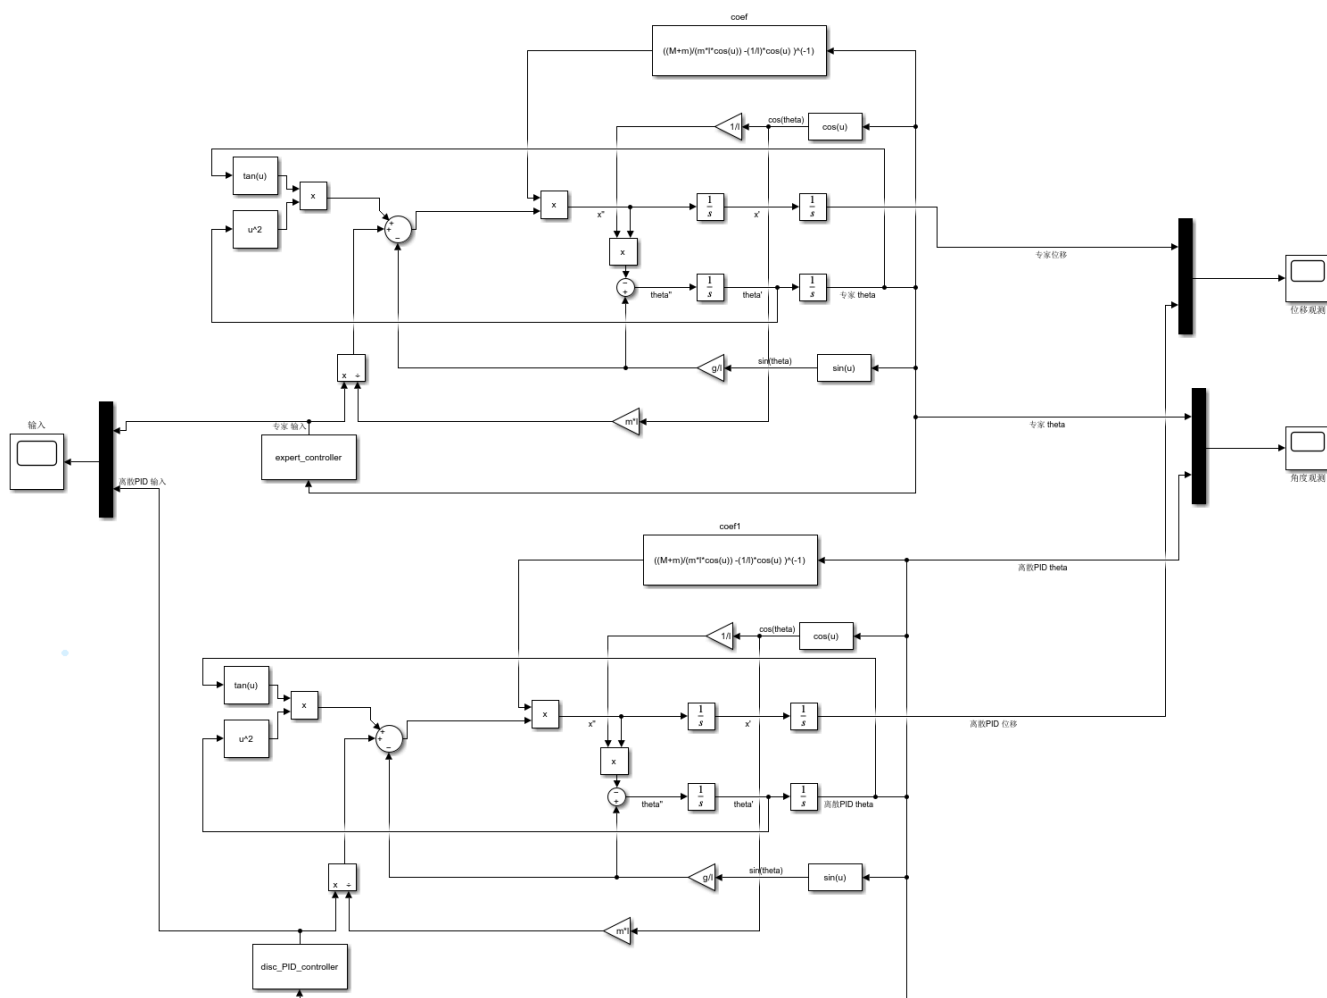 coef
((M+m)/(m*l*cos(u)) -(1/l)*cos(u) )^(-1)
1/l
cos(theta)
cos(u)
tan(u)
x
u^2
+
+
−
x
x''
1
s
x'
1
s
x
−
+
theta''
1
s
theta'
1
s
专家 theta
专家位移
位移观测
x ÷
g/l
sin(theta)
sin(u)
m*l
输入
专家 输入
expert_controller
专家 theta
角度观测
离散PID 输入
coef1
((M+m)/(m*l*cos(u)) -(1/l)*cos(u) )^(-1)
离散PID theta
1/l
cos(theta)
cos(u)
tan(u)
x
u^2
+
+
−
x
x''
1
s
x'
1
s
离散PID 位移
x
−
+
theta''
1
s
theta'
1
s
离散PID theta
x ÷
g/l
sin(theta)
sin(u)
m*l
disc_PID_controller